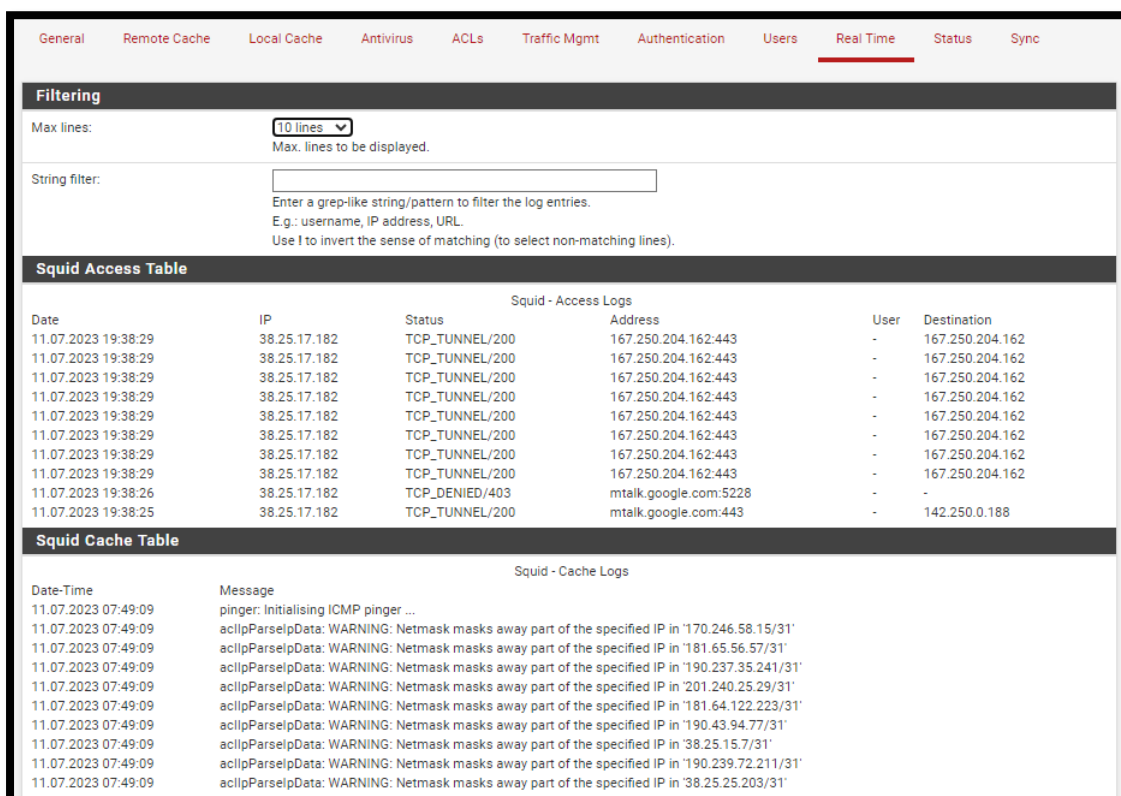 General Remote Cache Local Cache Antivirus ACLs Traffic Mgmt Authentication Users Real Time Status Sync
Filtering
Max lines: 10 lines
Max. lines to be displayed.
String filter:
Enter a grep-like string/pattern to filter the log entries.
E.g.: username, IP address, URL.
Use ! to invert the sense of matching (to select non-matching lines).
Squid Access Table
Squid - Access Logs
Date IP Status Address User Destination
11.07.2023 19:38:29 38.25.17.182 TCP_TUNNEL/200 167.250.204.162:443 - 167.250.204.162
11.07.2023 19:38:29 38.25.17.182 TCP_TUNNEL/200 167.250.204.162:443 - 167.250.204.162
11.07.2023 19:38:29 38.25.17.182 TCP_TUNNEL/200 167.250.204.162:443 - 167.250.204.162
11.07.2023 19:38:29 38.25.17.182 TCP_TUNNEL/200 167.250.204.162:443 - 167.250.204.162
11.07.2023 19:38:29 38.25.17.182 TCP_TUNNEL/200 167.250.204.162:443 - 167.250.204.162
11.07.2023 19:38:29 38.25.17.182 TCP_TUNNEL/200 167.250.204.162:443 - 167.250.204.162
11.07.2023 19:38:29 38.25.17.182 TCP_TUNNEL/200 167.250.204.162:443 - 167.250.204.162
11.07.2023 19:38:29 38.25.17.182 TCP_TUNNEL/200 167.250.204.162:443 - 167.250.204.162
11.07.2023 19:38:26 38.25.17.182 TCP_DENIED/403 mtalk.google.com:5228 - -
11.07.2023 19:38:25 38.25.17.182 TCP_TUNNEL/200 mtalk.google.com:443 - 142.250.0.188
Squid Cache Table
Squid - Cache Logs
Date-Time Message
11.07.2023 07:49:09 pinger: Initialising ICMP pinger ...
11.07.2023 07:49:09 aclIpParseIpData: WARNING: Netmask masks away part of the specified IP in '170.246.58.15/31'
11.07.2023 07:49:09 aclIpParseIpData: WARNING: Netmask masks away part of the specified IP in '181.65.56.57/31'
11.07.2023 07:49:09 aclIpParseIpData: WARNING: Netmask masks away part of the specified IP in '190.237.35.241/31'
11.07.2023 07:49:09 aclIpParseIpData: WARNING: Netmask masks away part of the specified IP in '201.240.25.29/31'
11.07.2023 07:49:09 aclIpParseIpData: WARNING: Netmask masks away part of the specified IP in '181.64.122.223/31'
11.07.2023 07:49:09 aclIpParseIpData: WARNING: Netmask masks away part of the specified IP in '190.43.94.77/31'
11.07.2023 07:49:09 aclIpParseIpData: WARNING: Netmask masks away part of the specified IP in '38.25.15.7/31'
11.07.2023 07:49:09 aclIpParseIpData: WARNING: Netmask masks away part of the specified IP in '190.239.72.211/31'
11.07.2023 07:49:09 aclIpParseIpData: WARNING: Netmask masks away part of the specified IP in '38.25.25.203/31'